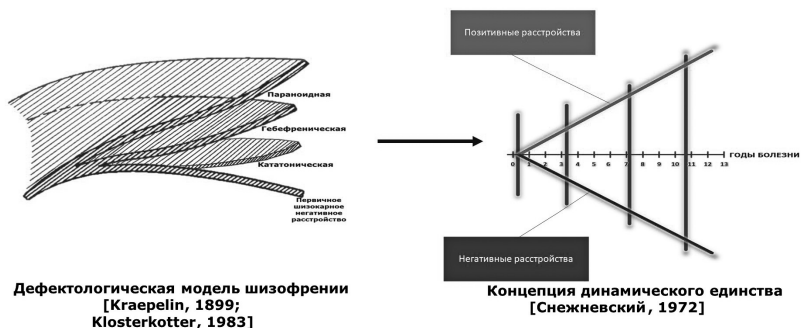 Позитивные расстройства
Параноидная
Гебефреническая
Кататоническая
Первичное
шизокарное
негативное
расстройство
0 1 2 3 4 5 6 7 8 9 10 11 12 13
ГОДЫ БОЛЕЗНИ
Негативные расстройства
Дефектологическая модель шизофрении
[Kraepelin, 1899;
Klosterkotter, 1983]
Концепция динамического единства
[Снежневский, 1972]